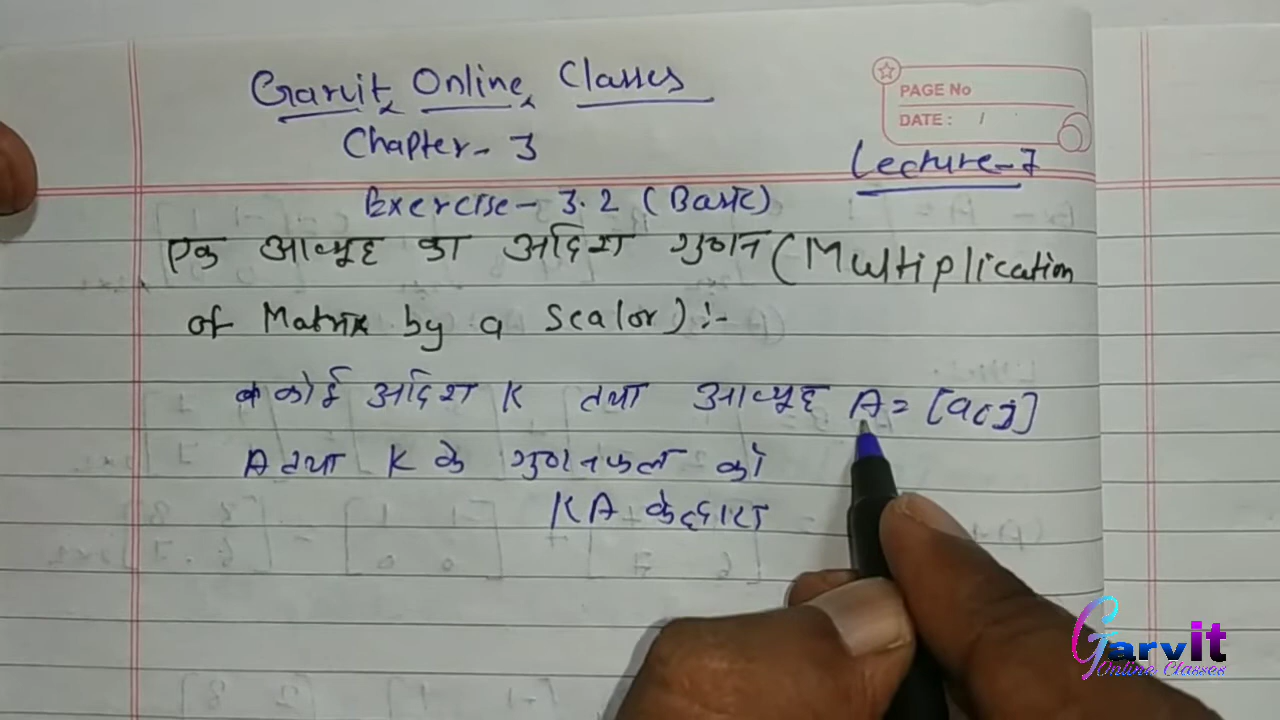 Garvit Online Classes
PAGE No
DATE : /
Chapter - 3
Lecture - 7
Exercise - 3.2 (Basic)
एक आव्यूह का अदिश गुणन (Multiplication
of Matrix by a Scalor) :-
कोई अदिश K तथा आव्यूह A = [aij]
A तथा K के गुणनफल को
KA के द्वारा
Garvit
Online Classes